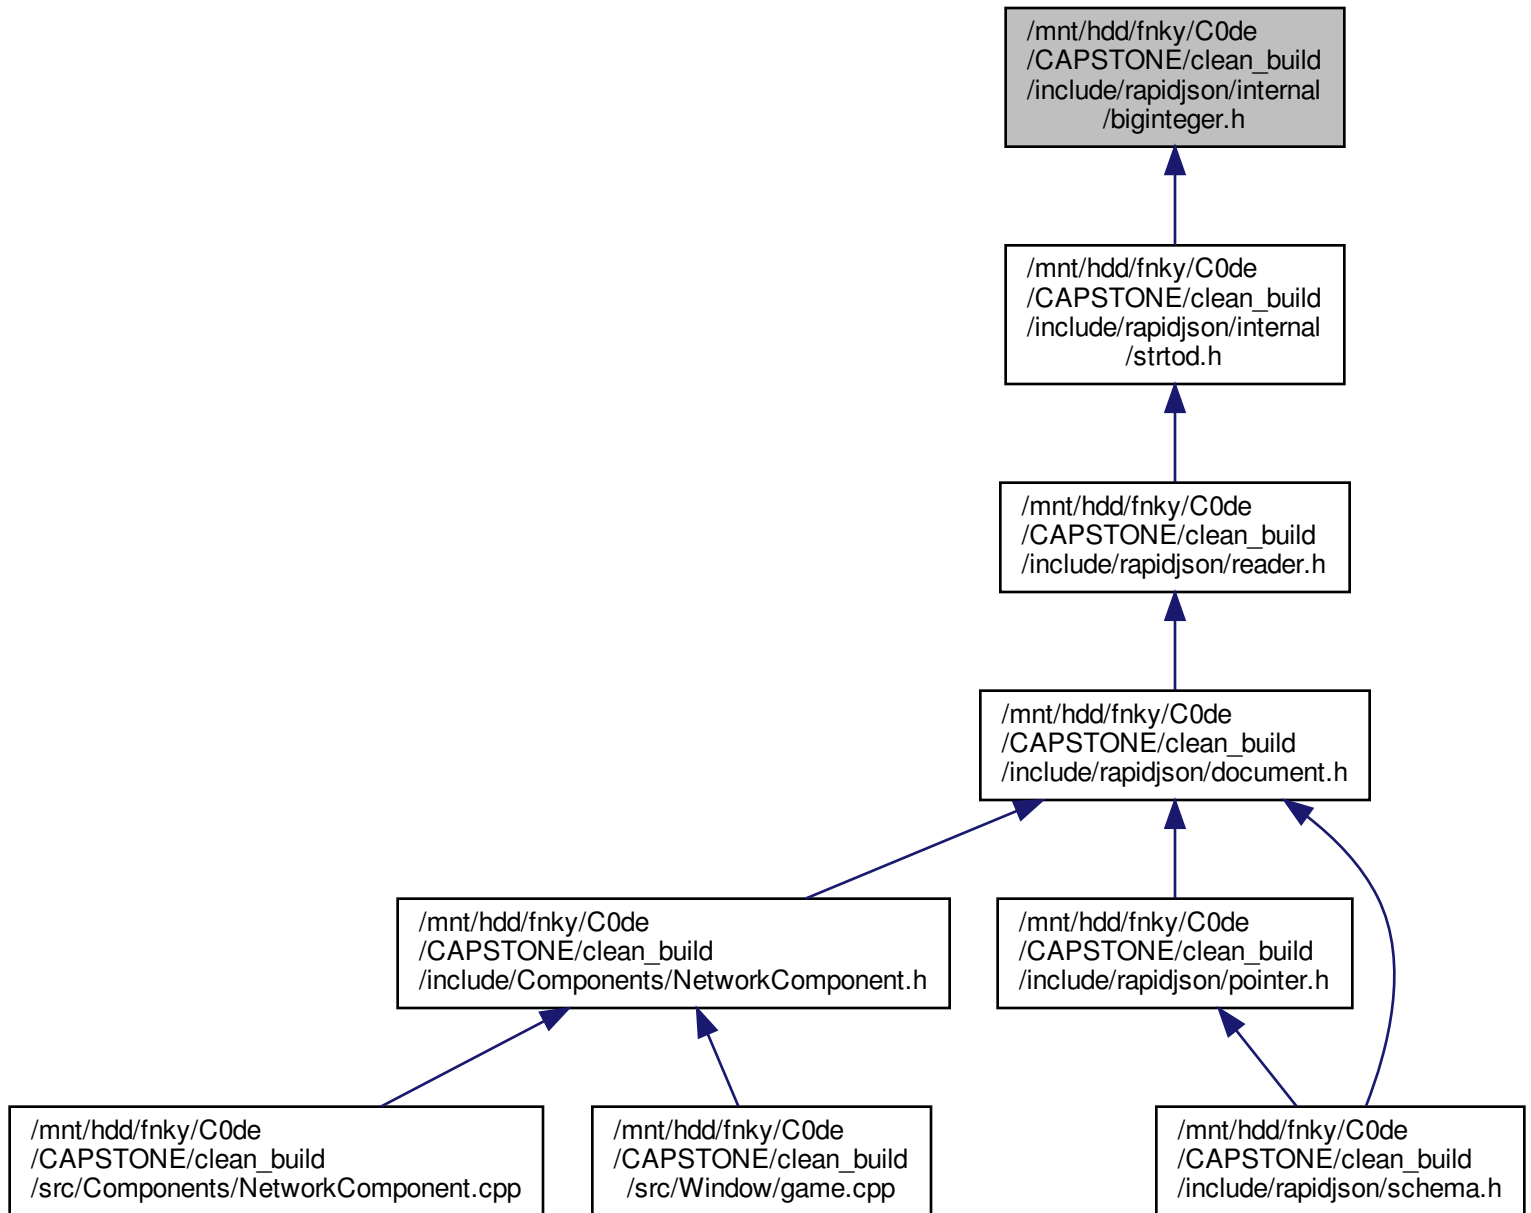 /mnt/hdd/fnky/C0de
/CAPSTONE/clean_build
/include/rapidjson/internal
/biginteger.h
/mnt/hdd/fnky/C0de
/CAPSTONE/clean_build
/include/rapidjson/internal
/strtod.h
/mnt/hdd/fnky/C0de
/CAPSTONE/clean_build
/include/rapidjson/reader.h
/mnt/hdd/fnky/C0de
/CAPSTONE/clean_build
/include/rapidjson/document.h
/mnt/hdd/fnky/C0de
/CAPSTONE/clean_build
/include/Components/NetworkComponent.h
/mnt/hdd/fnky/C0de
/CAPSTONE/clean_build
/include/rapidjson/pointer.h
/mnt/hdd/fnky/C0de
/CAPSTONE/clean_build
/src/Components/NetworkComponent.cpp
/mnt/hdd/fnky/C0de
/CAPSTONE/clean_build
/src/Window/game.cpp
/mnt/hdd/fnky/C0de
/CAPSTONE/clean_build
/include/rapidjson/schema.h